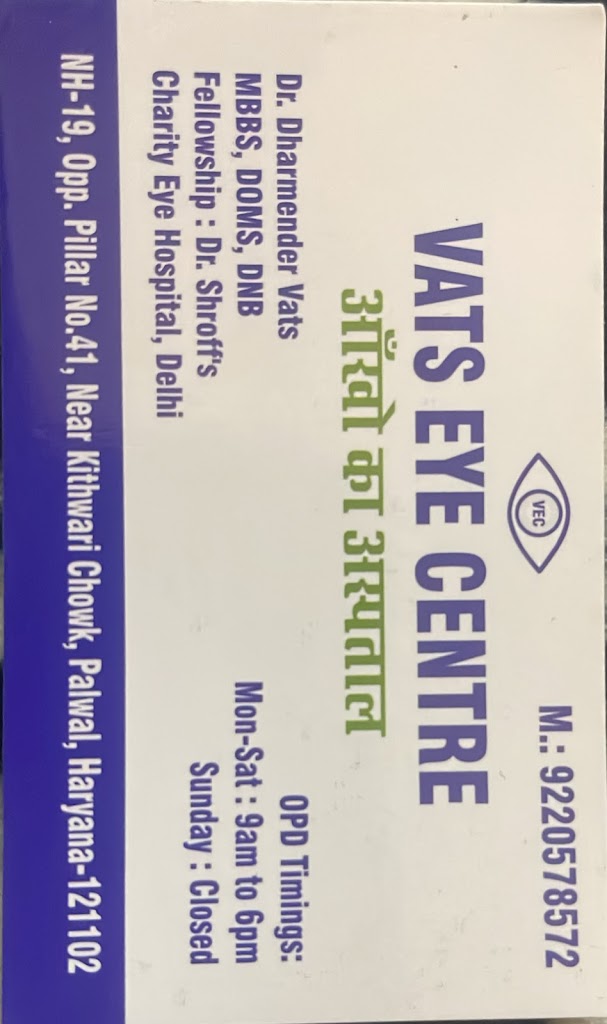 M.: 9220578572
VEC
VATS EYE CENTRE
आँखो का अस्पताल
Dr. Dharmender Vats
MBBS, DOMS, DNB
Fellowship : Dr. Shroff's
Charity Eye Hospital, Delhi
OPD Timings:
Mon-Sat : 9am to 6pm
Sunday : Closed
NH-19, Opp. Pillar No.41, Near Kithwari Chowk, Palwal, Haryana-121102